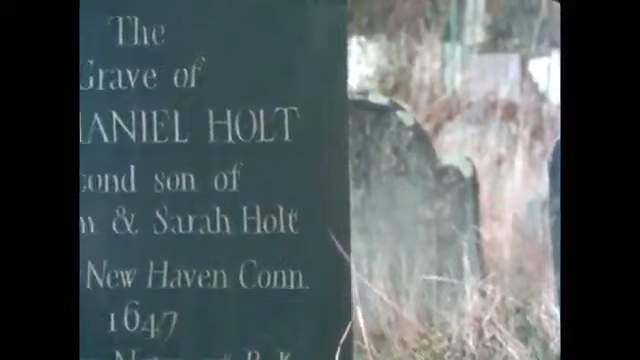 The
Grave of
HANIEL HOLT
cond son of
m & Sarah Holt
New Haven Conn.
1647